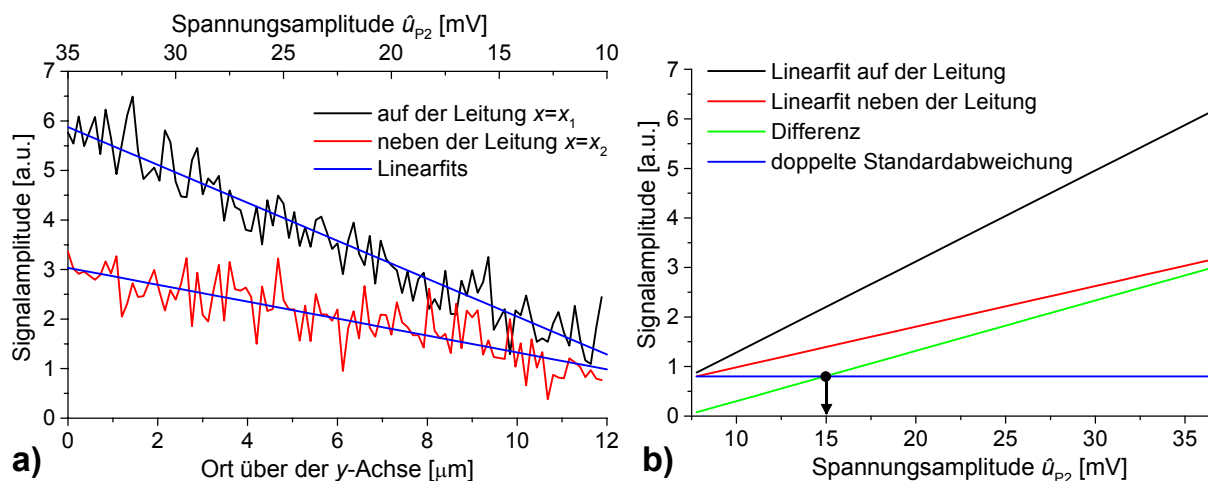 Spannungsamplitude û_P2 [mV]
35 30 25 20 15 10
7
6
5
4
3
2
1
0
Signalamplitude [a.u.]
auf der Leitung x=x_1
neben der Leitung x=x_2
Linearfits
0 2 4 6 8 10 12
Ort über der y-Achse [µm]
a)
7
6
5
4
3
2
1
0
Signalamplitude [a.u.]
Linearfit auf der Leitung
Linearfit neben der Leitung
Differenz
doppelte Standardabweichung
10 15 20 25 30 35
Spannungsamplitude û_P2 [mV]
b)